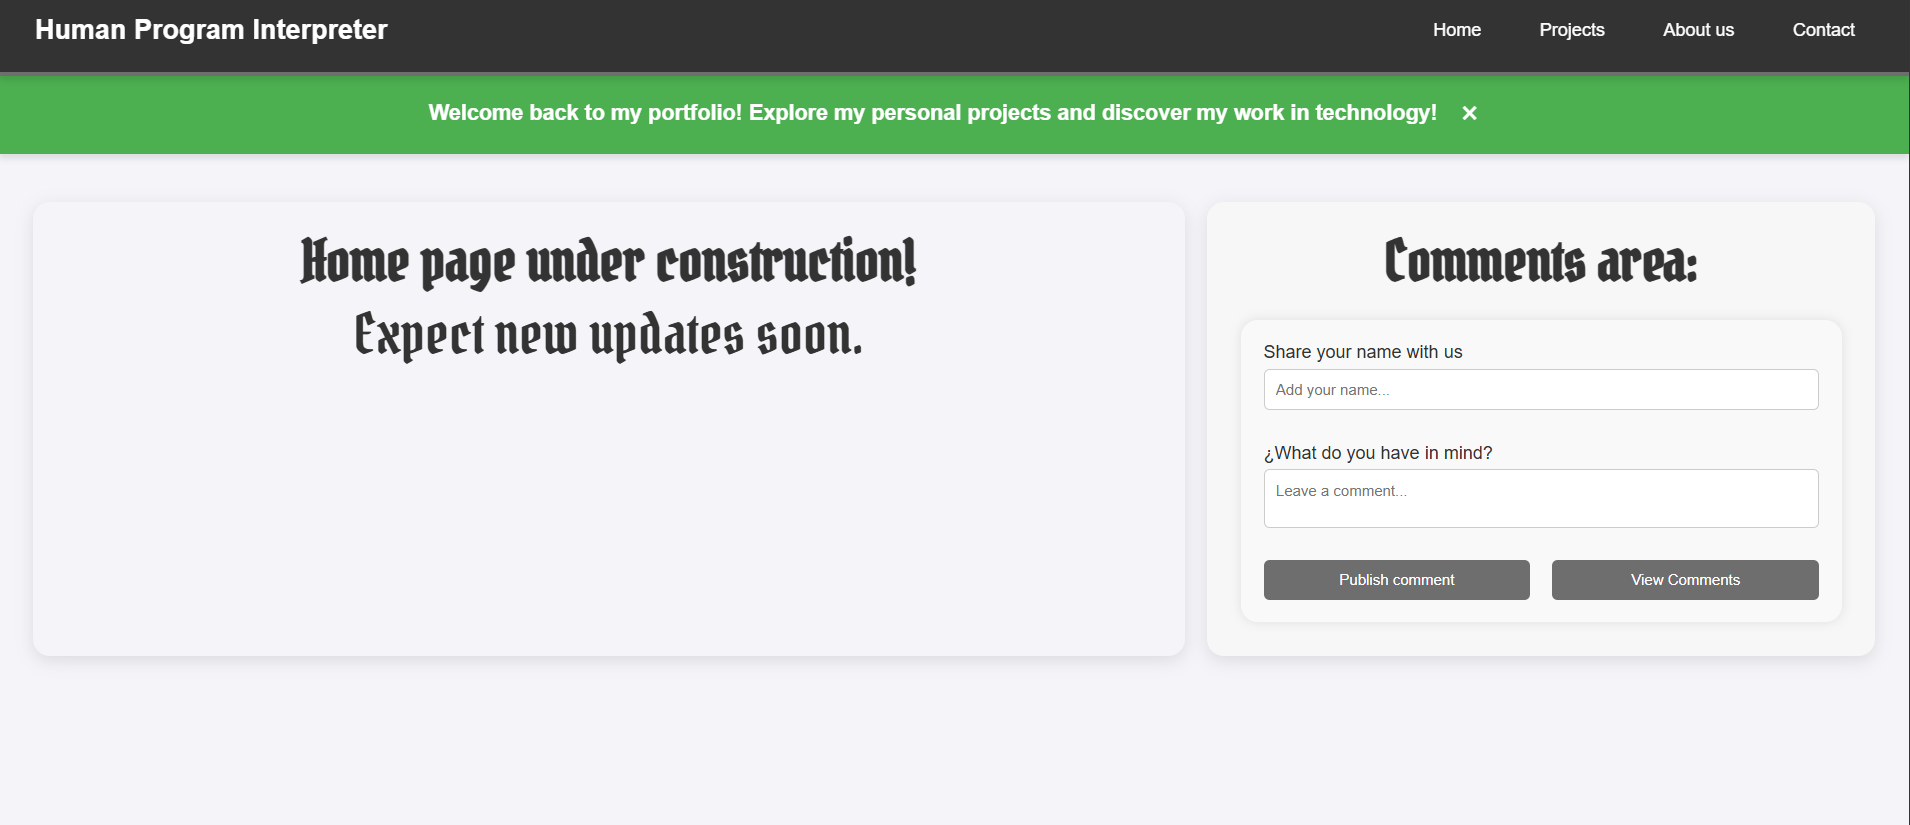 Human Program Interpreter
Home Projects About us Contact
Welcome back to my portfolio! Explore my personal projects and discover my work in technology! ×
Home page under construction!
Expect new updates soon.
Comments area:
Share your name with us
Add your name...
¿What do you have in mind?
Leave a comment...
Publish comment
View Comments